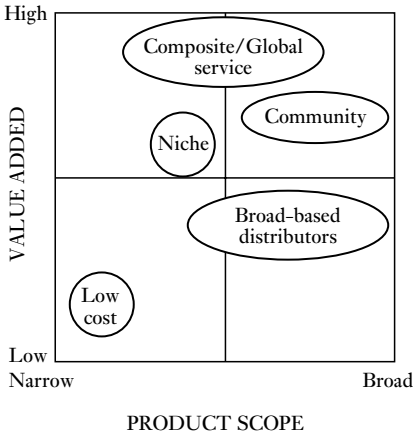 High
Composite/Global
service
Community
Niche
VALUE ADDED
Broad-based
distributors
Low
cost
Low
Narrow
Broad
PRODUCT SCOPE